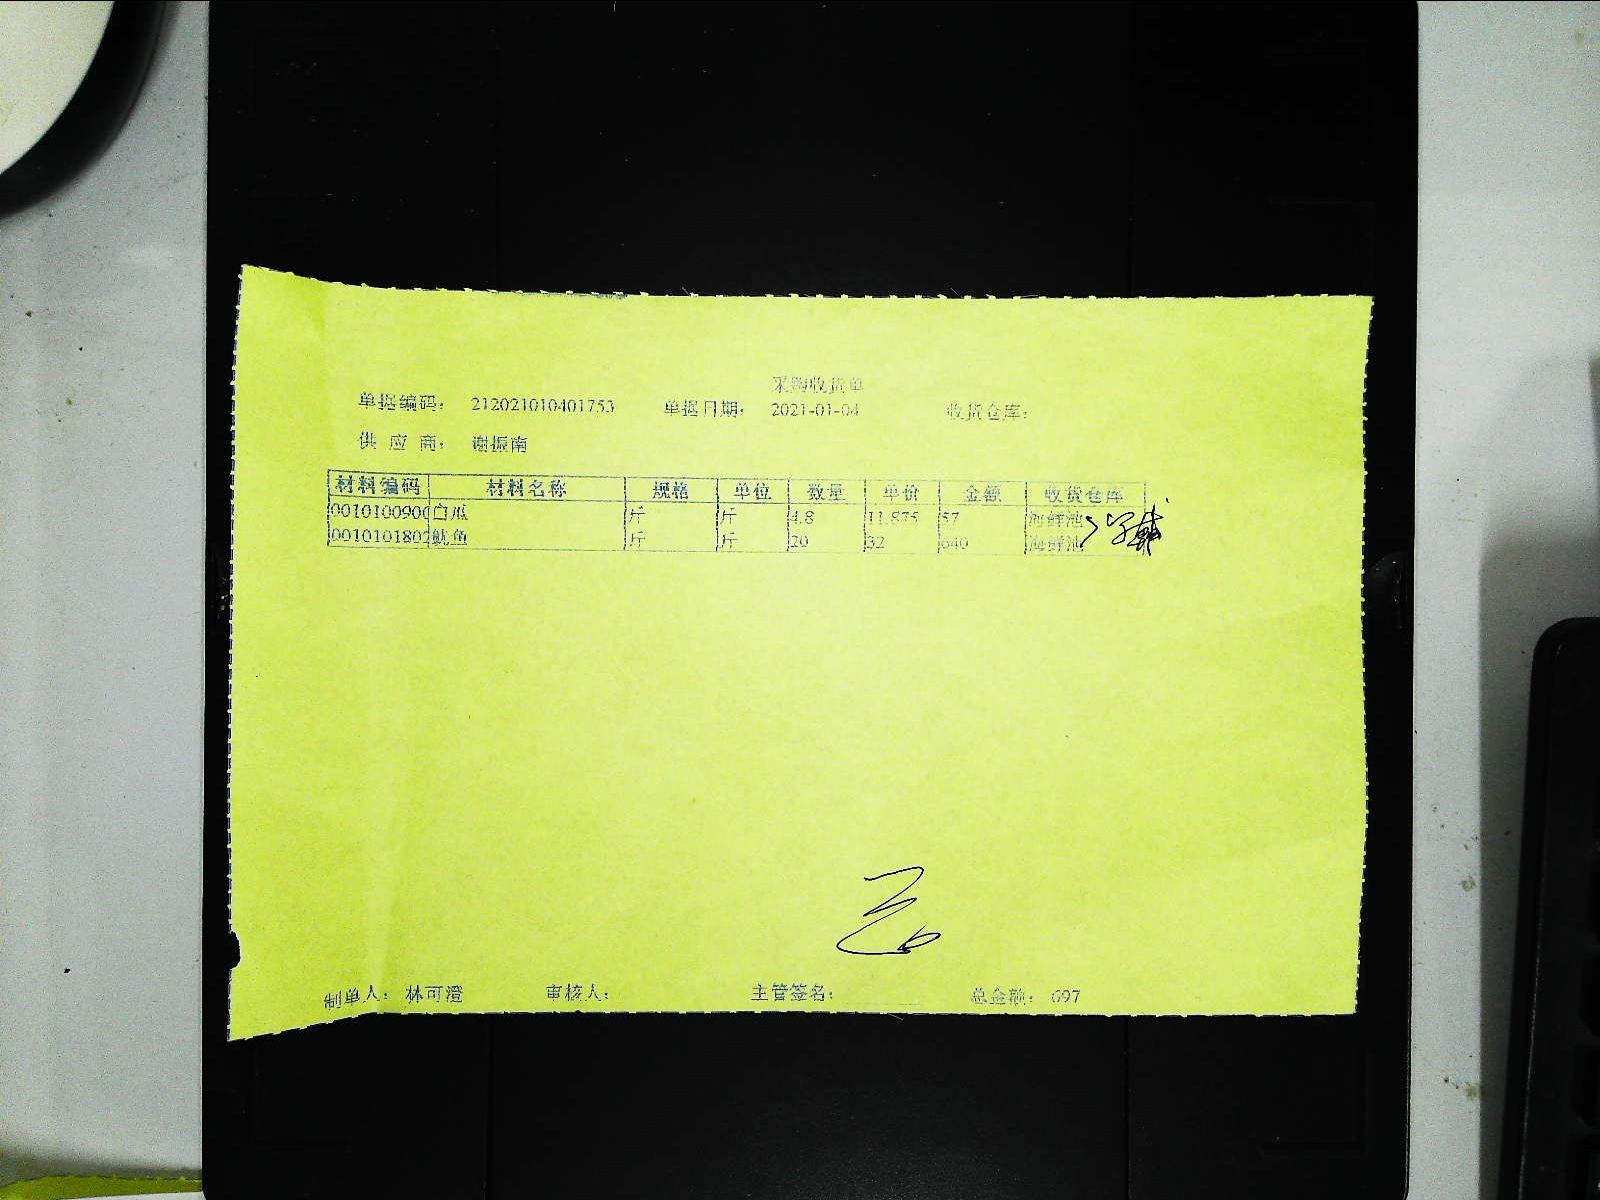 采购收货单
单据编码: 212021010401753 单据日期: 2021-01-04 收货仓库:
供应商: 谢振南
材料编码 材料名称 规格 单位 数量 单价 金额 收货仓库
0010100900 白瓜 斤 斤 4.8 11.875 57 海鲜池
0010101802 鱿鱼 斤 斤 20 32 640 海鲜池
制单人: 林可澄 审核人: 主管签名: 总金额: 697